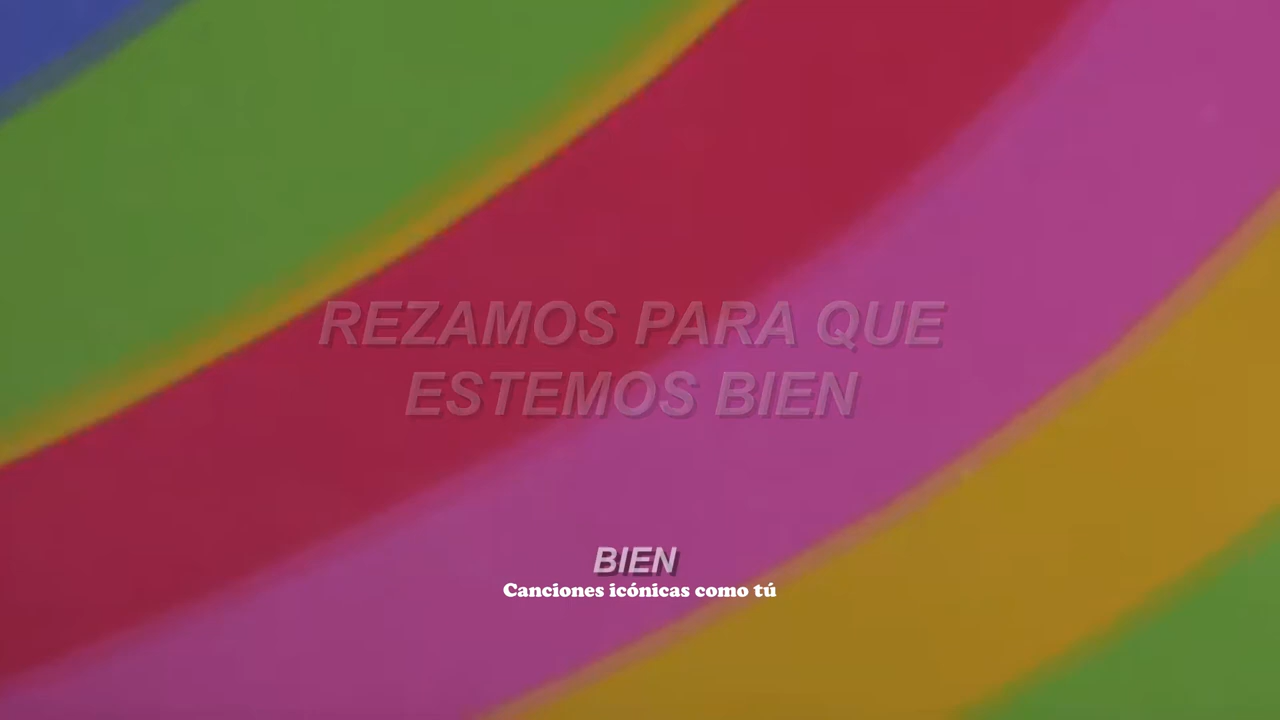 REZAMOS PARA QUE
ESTEMOS BIEN
BIEN
Canciones icónicas como tú